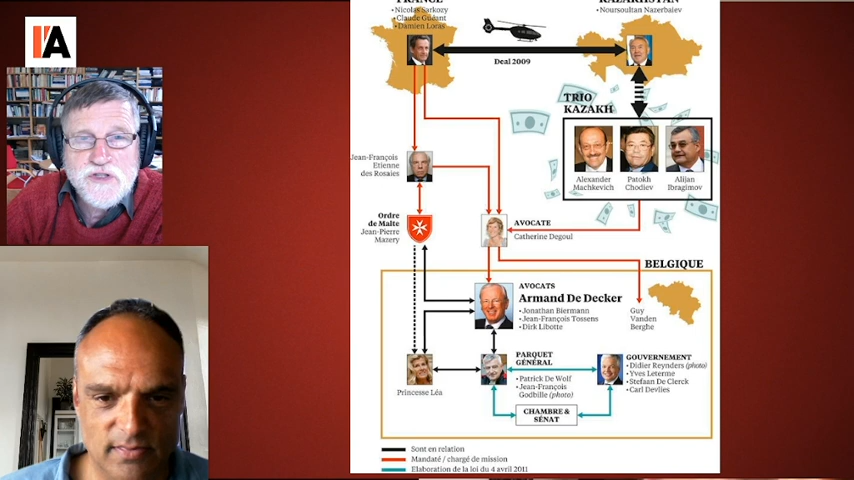 I'A
FRANCE
KAZAKHSTAN
• Nicolas Sarkozy
• Claude Guéant
• Damien Loras
• Noursoultan Nazerbaiev
Deal 2009
TRIO
KAZAKH
Alexander
Machkevich
Patokh
Chodiev
Alijan
Ibragimov
Jean-François
Etienne
des Rosaies
Ordre
de Malte
Jean-Pierre
Mazery
AVOCATE
Catherine Degoul
BELGIQUE
AVOCATS
Armand De Decker
• Jonathan Biermann
• Jean-François Tossens
• Dirk Libotte
Guy
Vanden
Berghe
Princesse Léa
PARQUET
GÉNÉRAL
• Patrick De Wolf
• Jean-François
Godbille (photo)
GOUVERNEMENT
• Didier Reynders (photo)
• Yves Leterme
• Stefaan De Clerck
• Carl Devlies
CHAMBRE &
SÉNAT
Sont en relation
Mandaté / chargé de mission
Elaboration de la loi du 4 avril 2011